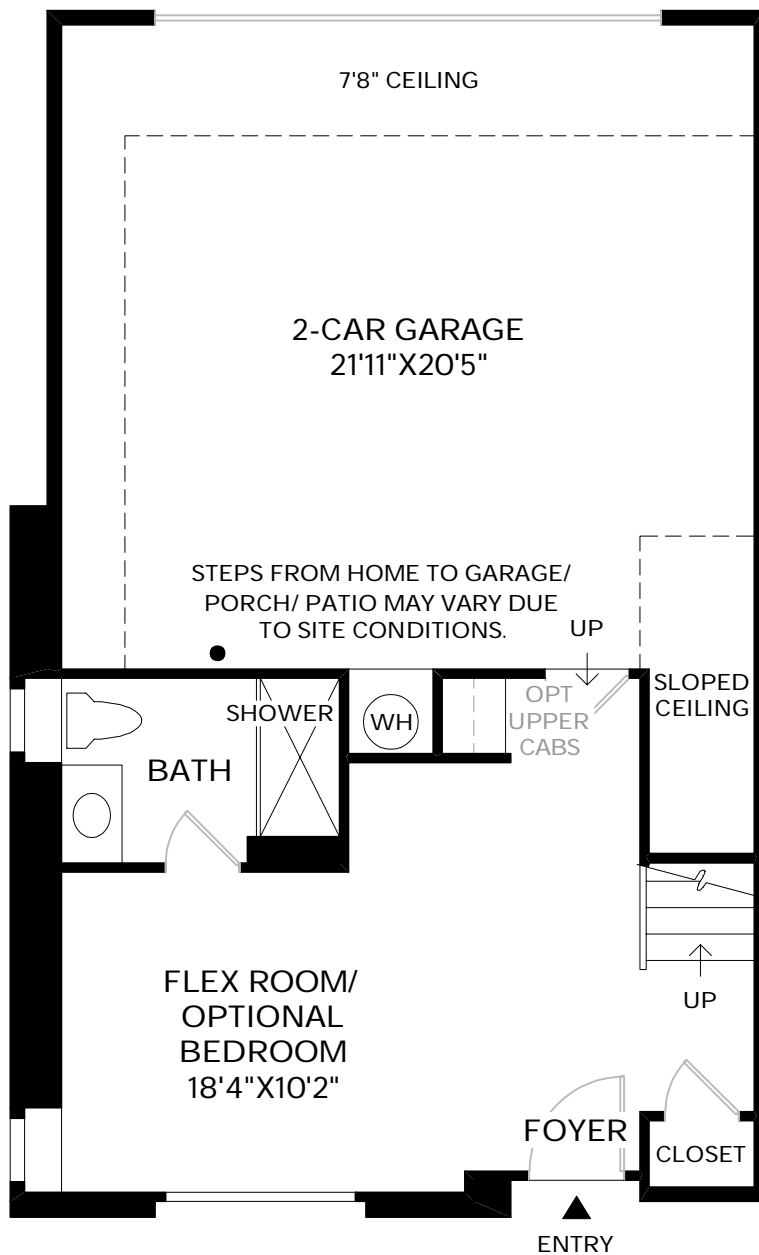 7'8" CEILING
2-CAR GARAGE
21'11"X20'5"
STEPS FROM HOME TO GARAGE/
PORCH/ PATIO MAY VARY DUE
TO SITE CONDITIONS.
UP
SLOPED
CEILING
OPT
UPPER
CABS
SHOWER
WH
BATH
FLEX ROOM/
OPTIONAL
BEDROOM
18'4"X10'2"
UP
FOYER
CLOSET
ENTRY